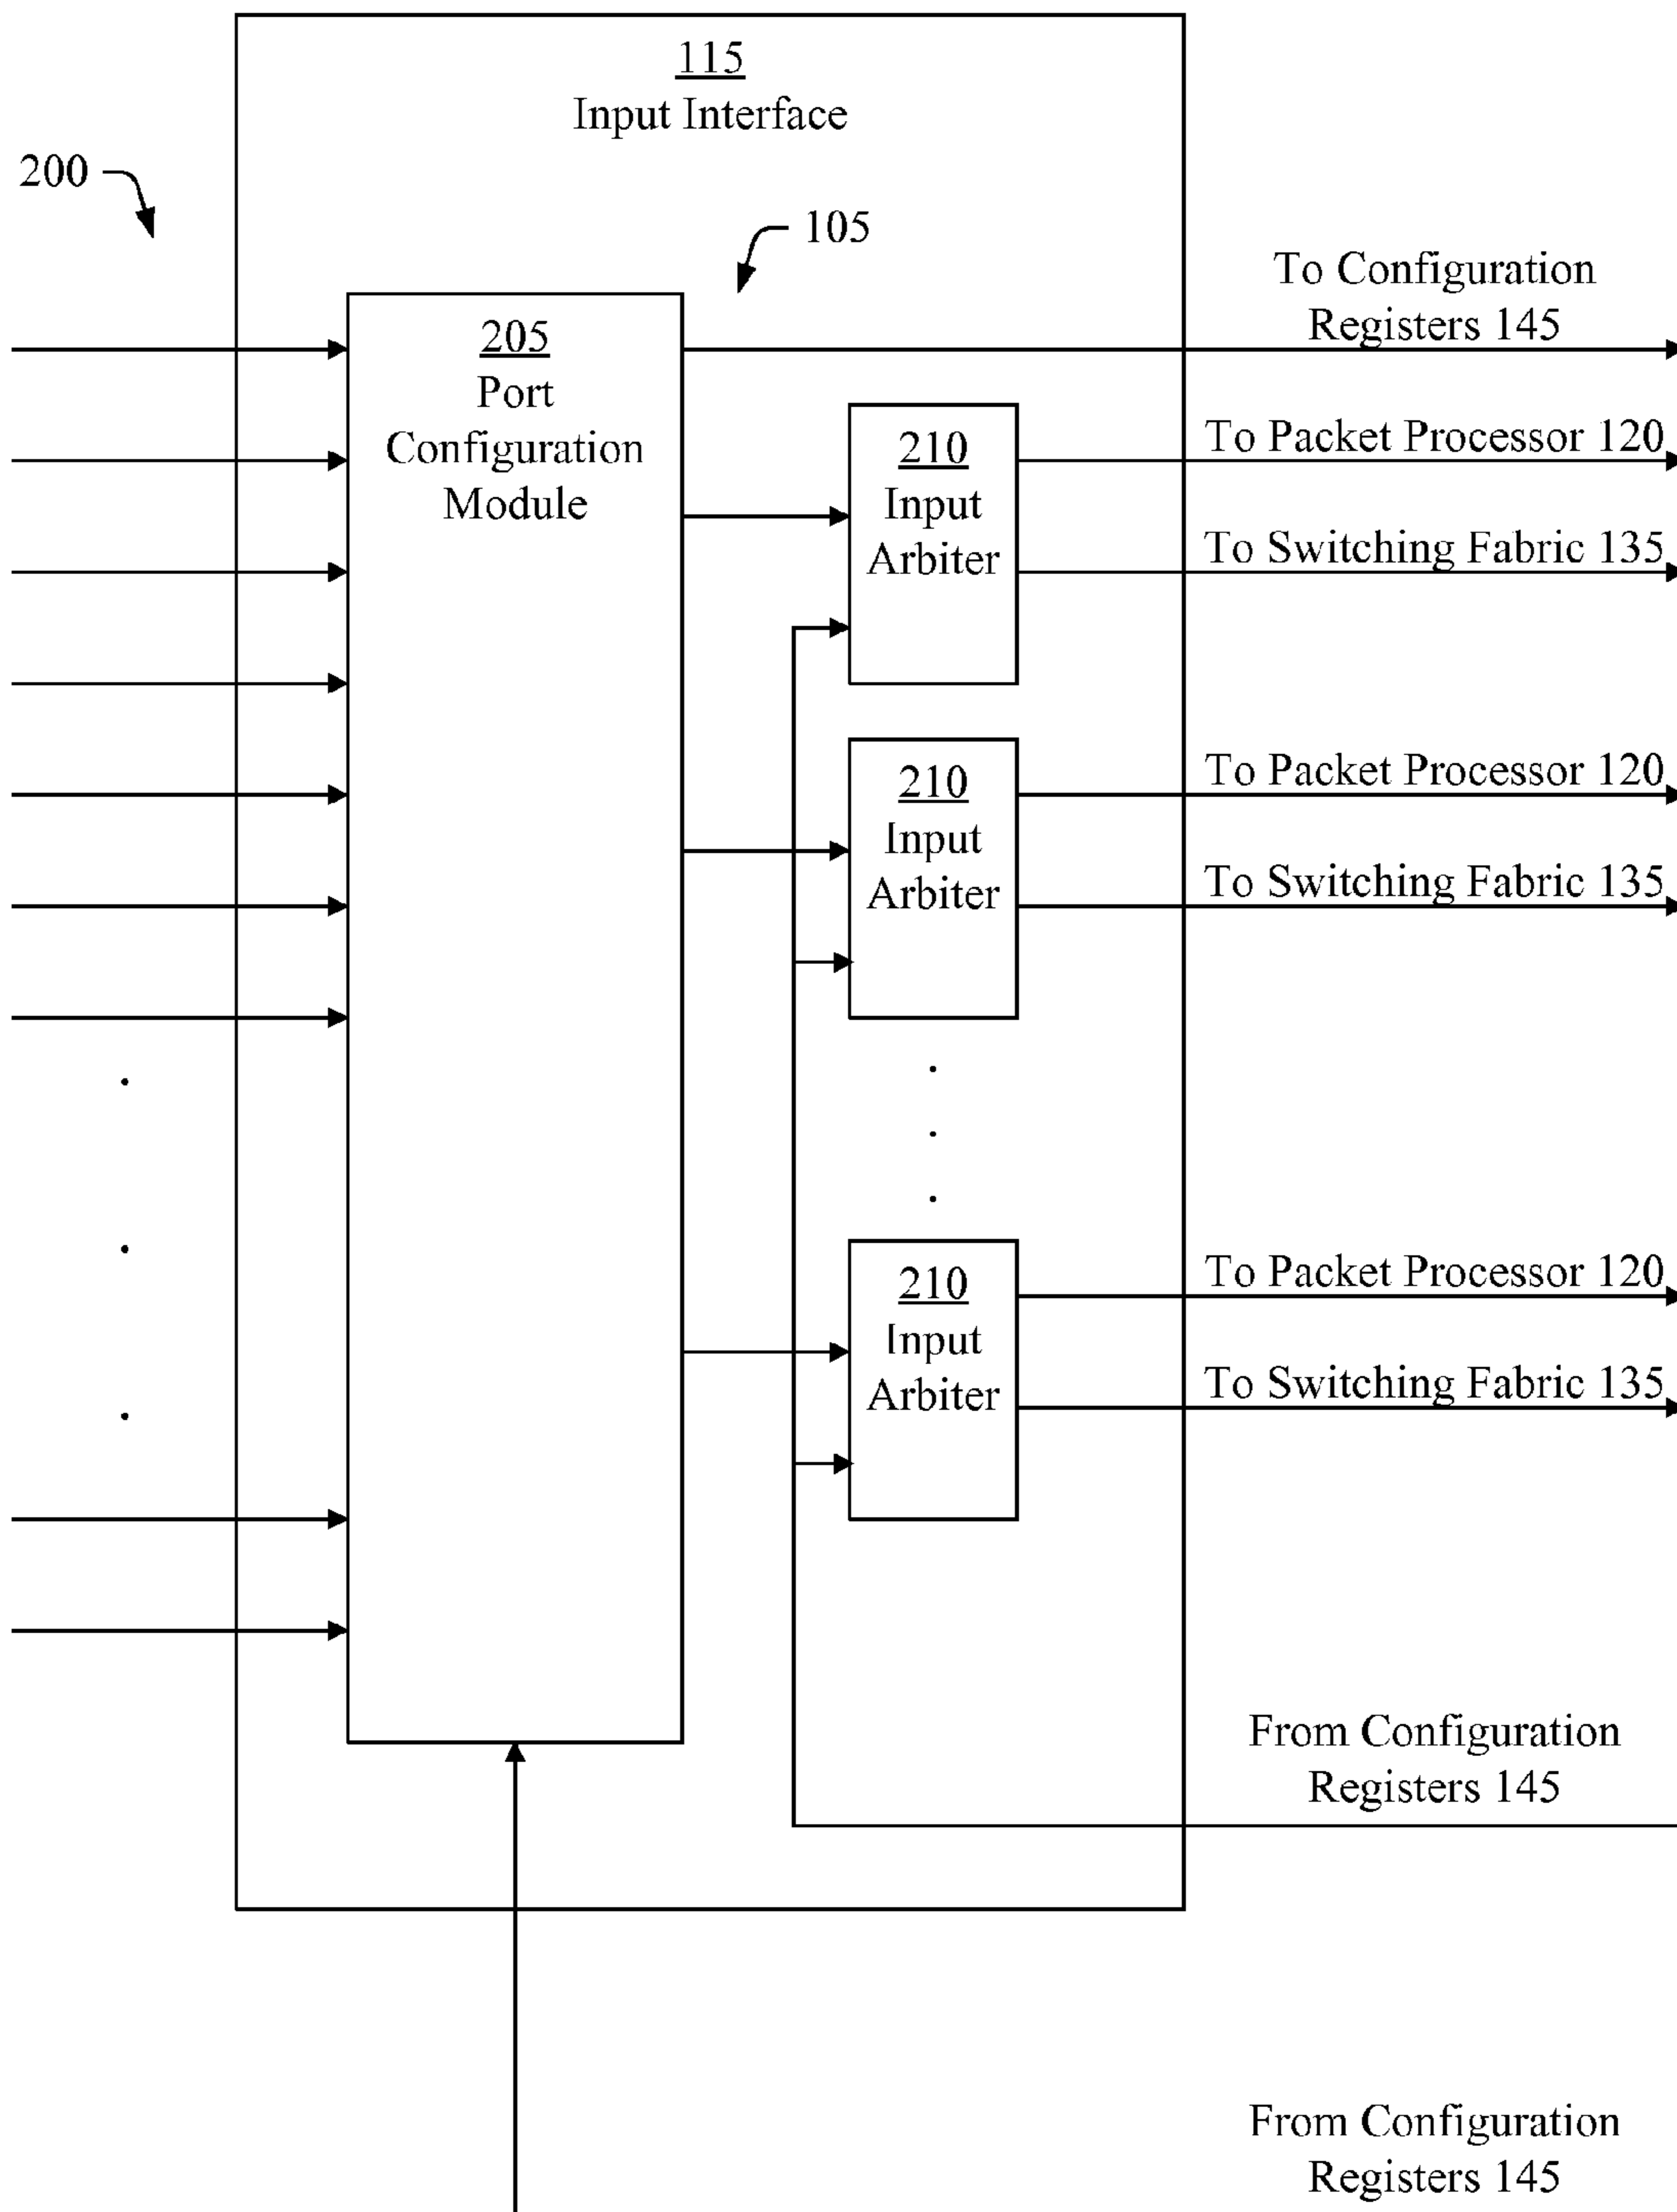 115
Input Interface
200
105
To Configuration
Registers 145
205
Port
Configuration
Module
210
Input
Arbiter
To Packet Processor 120
To Switching Fabric 135
210
Input
Arbiter
To Packet Processor 120
To Switching Fabric 135
210
Input
Arbiter
To Packet Processor 120
To Switching Fabric 135
From Configuration
Registers 145
From Configuration
Registers 145